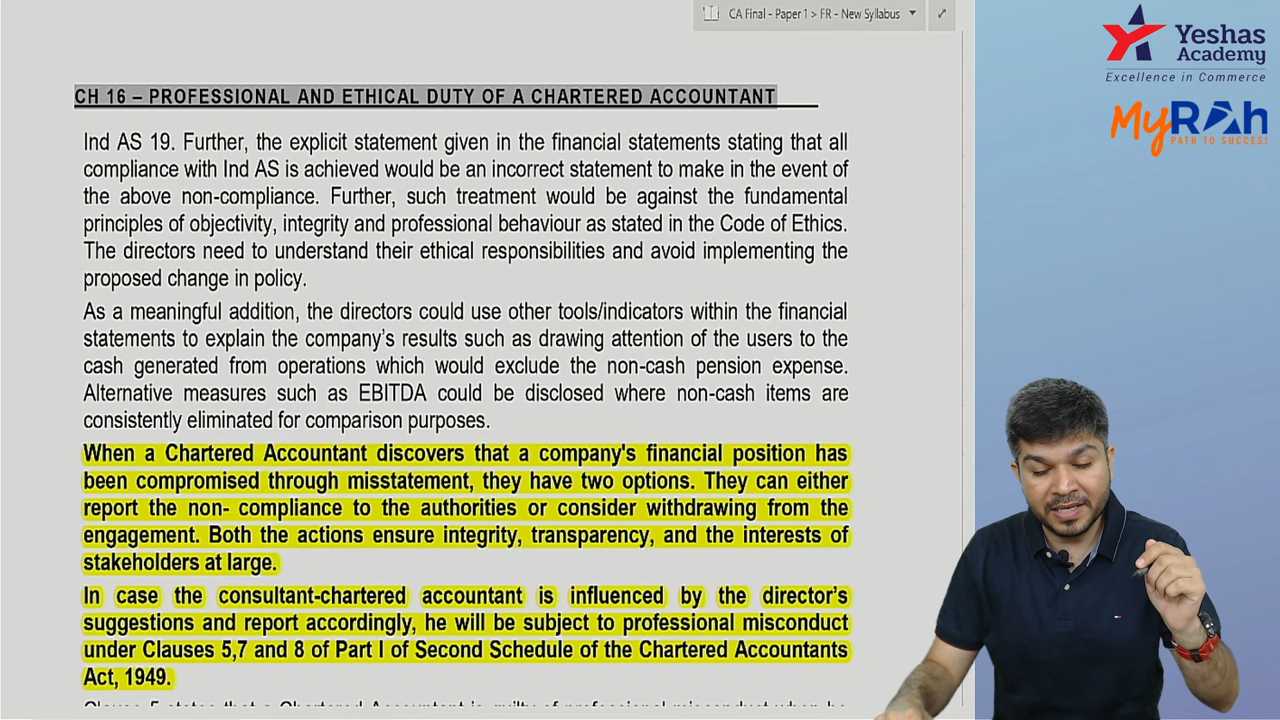 CA Final - Paper 1 > FR - New Syllabus
Yeshas
Academy
Excellence in Commerce
MyRAh
PATH TO SUCCESS!
CH 16 – PROFESSIONAL AND ETHICAL DUTY OF A CHARTERED ACCOUNTANT
Ind AS 19. Further, the explicit statement given in the financial statements stating that all
compliance with Ind AS is achieved would be an incorrect statement to make in the event of
the above non-compliance. Further, such treatment would be against the fundamental
principles of objectivity, integrity and professional behaviour as stated in the Code of Ethics.
The directors need to understand their ethical responsibilities and avoid implementing the
proposed change in policy.
As a meaningful addition, the directors could use other tools/indicators within the financial
statements to explain the company's results such as drawing attention of the users to the
cash generated from operations which would exclude the non-cash pension expense.
Alternative measures such as EBITDA could be disclosed where non-cash items are
consistently eliminated for comparison purposes.
When a Chartered Accountant discovers that a company's financial position has
been compromised through misstatement, they have two options. They can either
report the non- compliance to the authorities or consider withdrawing from the
engagement. Both the actions ensure integrity, transparency, and the interests of
stakeholders at large.
In case the consultant-chartered accountant is influenced by the director's
suggestions and report accordingly, he will be subject to professional misconduct
under Clauses 5,7 and 8 of Part I of Second Schedule of the Chartered Accountants
Act, 1949.